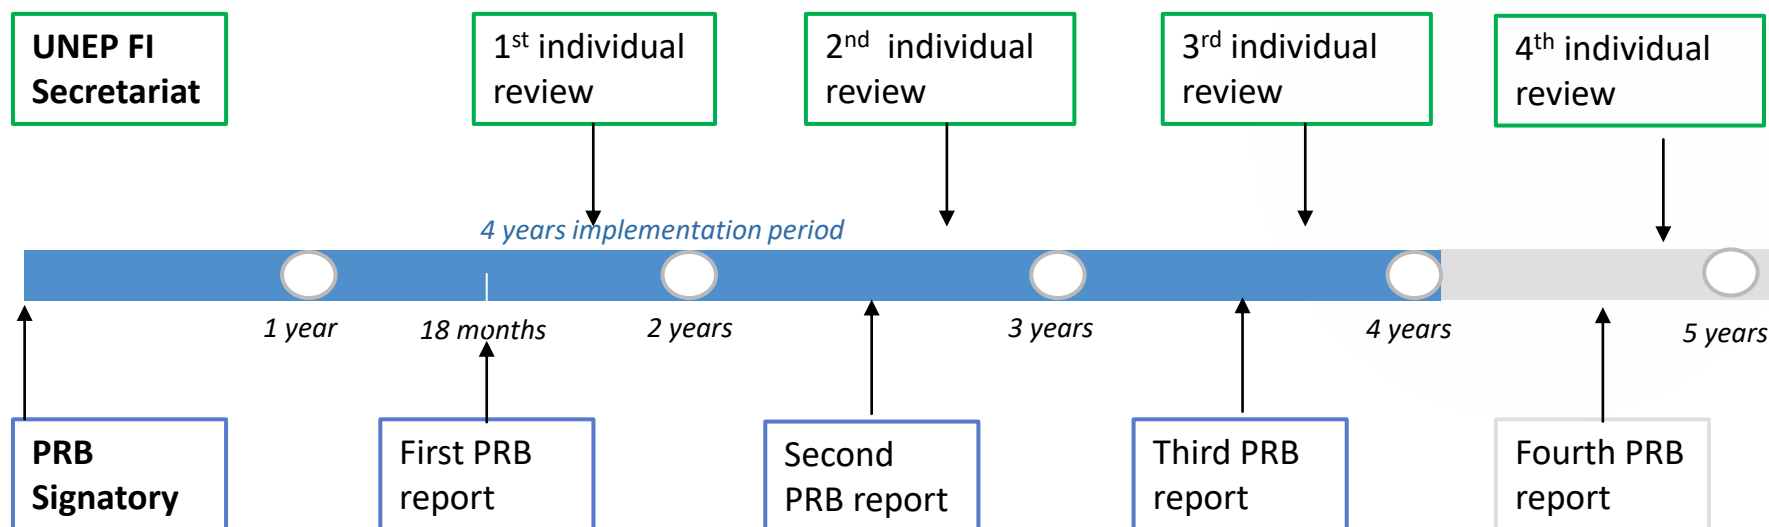 UNEP FI
Secretariat
1st individual
review
2nd individual
review
3rd individual
review
4th individual
review
4 years implementation period
1 year
18 months
2 years
3 years
4 years
5 years
PRB
Signatory
First PRB
report
Second
PRB report
Third PRB
report
Fourth PRB
report